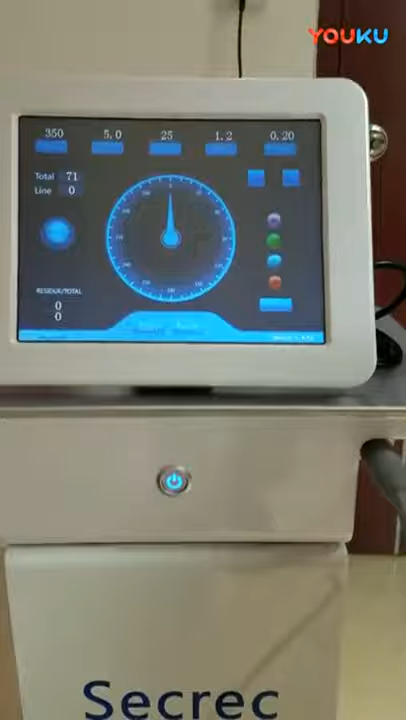 YOUKU
350 5.0 25 1.2 0.20
Total 71
Line 0
RESIDUE/TOTAL
0
0
Secrec